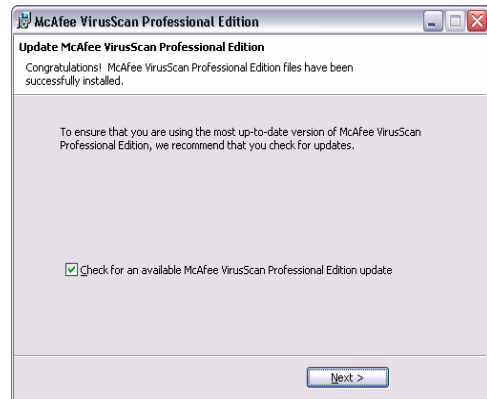 McAfee VirusScan Professional Edition
Update McAfee VirusScan Professional Edition
Congratulations! McAfee VirusScan Professional Edition files have been
successfully installed.
To ensure that you are using the most up-to-date version of McAfee VirusScan
Professional Edition, we recommend that you check for updates.
Check for an available McAfee VirusScan Professional Edition update
Next >